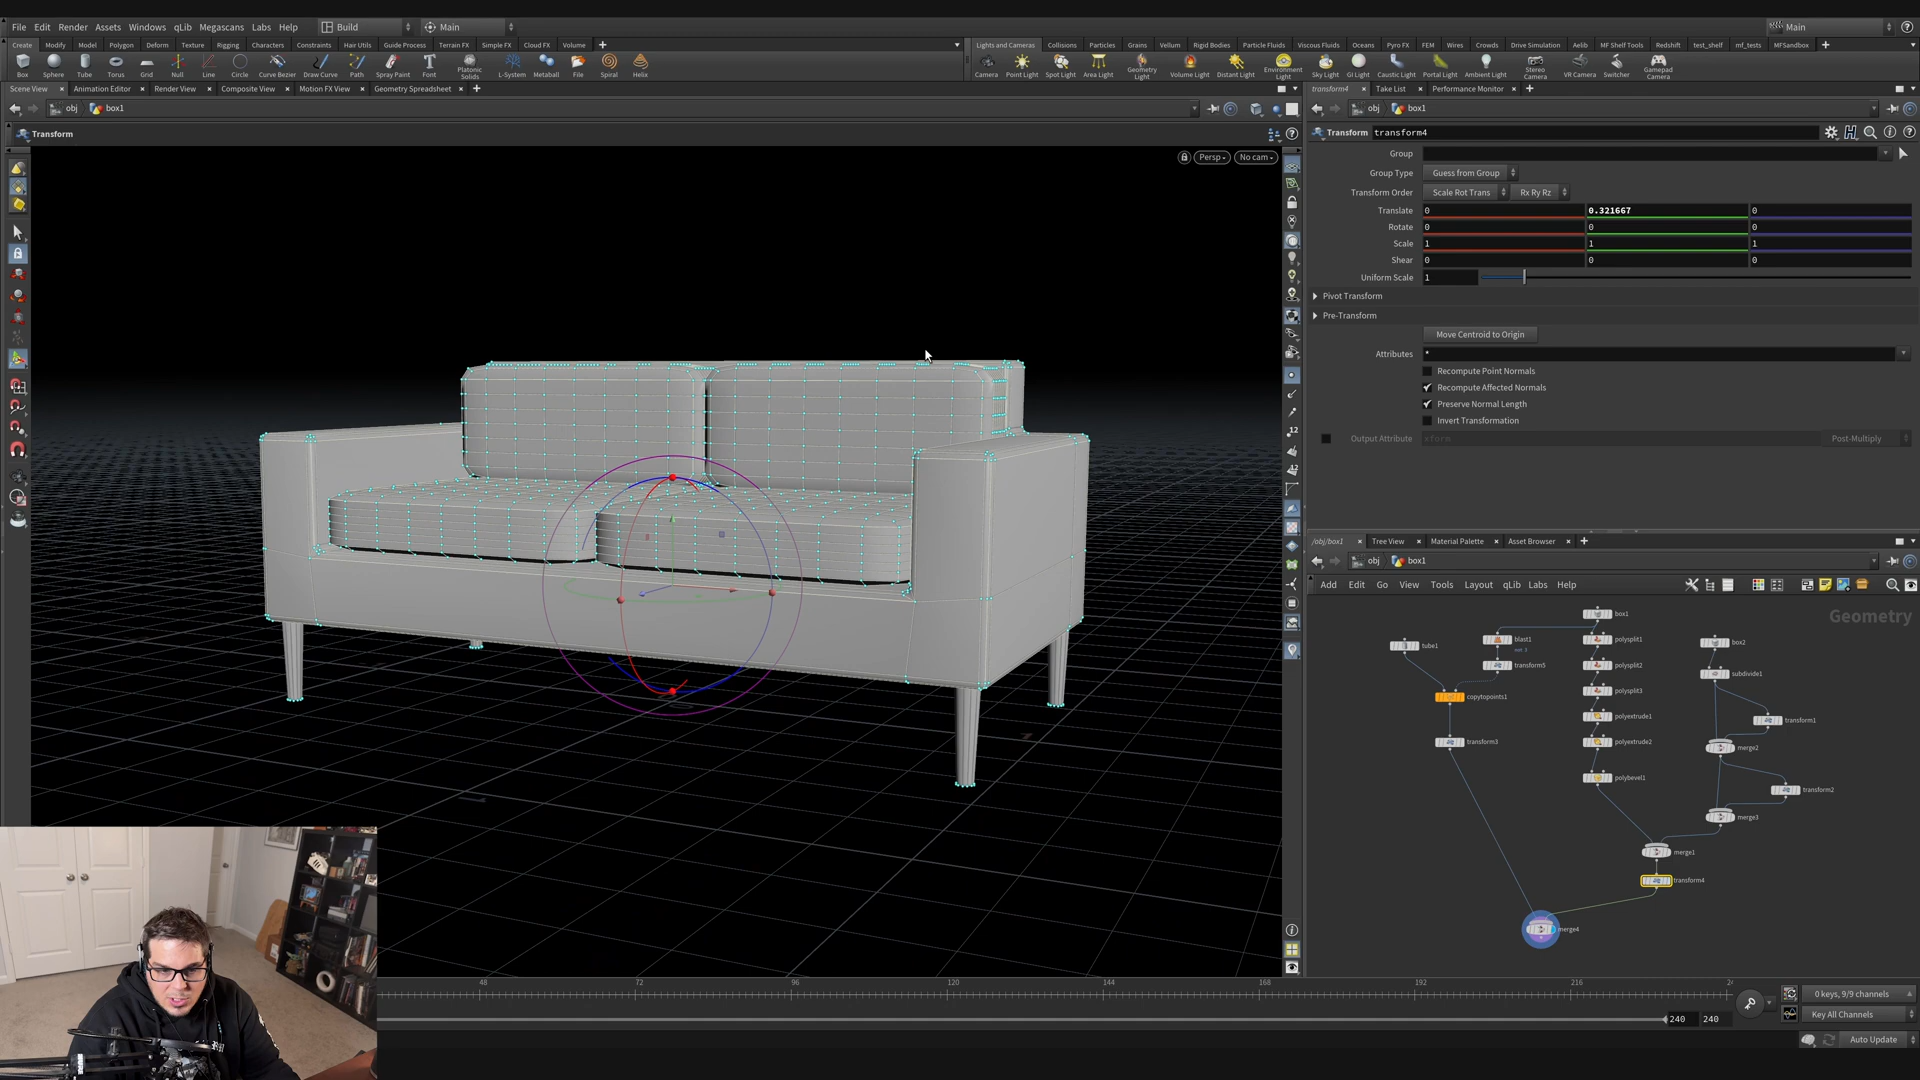 File Edit Render Assets Windows qLib Megascans Labs Help Build Main Main
Create Modify Model Polygon Deform Texture Rigging Characters Constraints Hair Utils Guide Process Terrain FX Simple FX Cloud FX Volume
Lights and Cameras Collisions Particles Grains Vellum Rigid Bodies Particle Fluids Viscous Fluids Oceans Pyro FX FEM Wires Crowds Drive Simulation Aelib MF Shelf Tools Redshift test_shelf mf_tests MFSandbox
Box Sphere Tube Torus Grid Null Line Circle Curve Bezier Draw Curve Path Spray Paint Font Platonic Solids L-System Metaball File Spiral Helix
Camera Point Light Spot Light Area Light Geometry Light Volume Light Distant Light Environment Light Sky Light GI Light Caustic Light Portal Light Ambient Light Stereo Camera VR Camera Switcher Gamepad Camera
Scene View Animation Editor Render View Composite View Motion FX View Geometry Spreadsheet
transform4 Take List Performance Monitor
obj box1
obj box1
Transform
Transform transform4
Persp No cam
Group
Group Type Guess from Group
Transform Order Scale Rot Trans Rx Ry Rz
Translate 0 0.321667 0
Rotate 0 0 0
Scale 1 1 1
Shear 0 0 0
Uniform Scale 1
Pivot Transform
Pre-Transform
Move Centroid to Origin
Attributes *
Recompute Point Normals
Recompute Affected Normals
Preserve Normal Length
Invert Transformation
Output Attribute xform Post-Multiply
/obj/box1 Tree View Material Palette Asset Browser
obj box1
Add Edit Go View Tools Layout qLib Labs Help
Geometry
box1
tube1 blast1 polysplit1 box2
transform5 polysplit2
subdivide1
copytopoints1 polysplit3
polyextrude1 transform1
transform3 polyextrude2 merge2
polybevel1
transform2
merge3
merge1
transform4
merge4
48 72 96 120 144 168 192 216
240 240
0 keys, 9/9 channels
Key All Channels
Auto Update